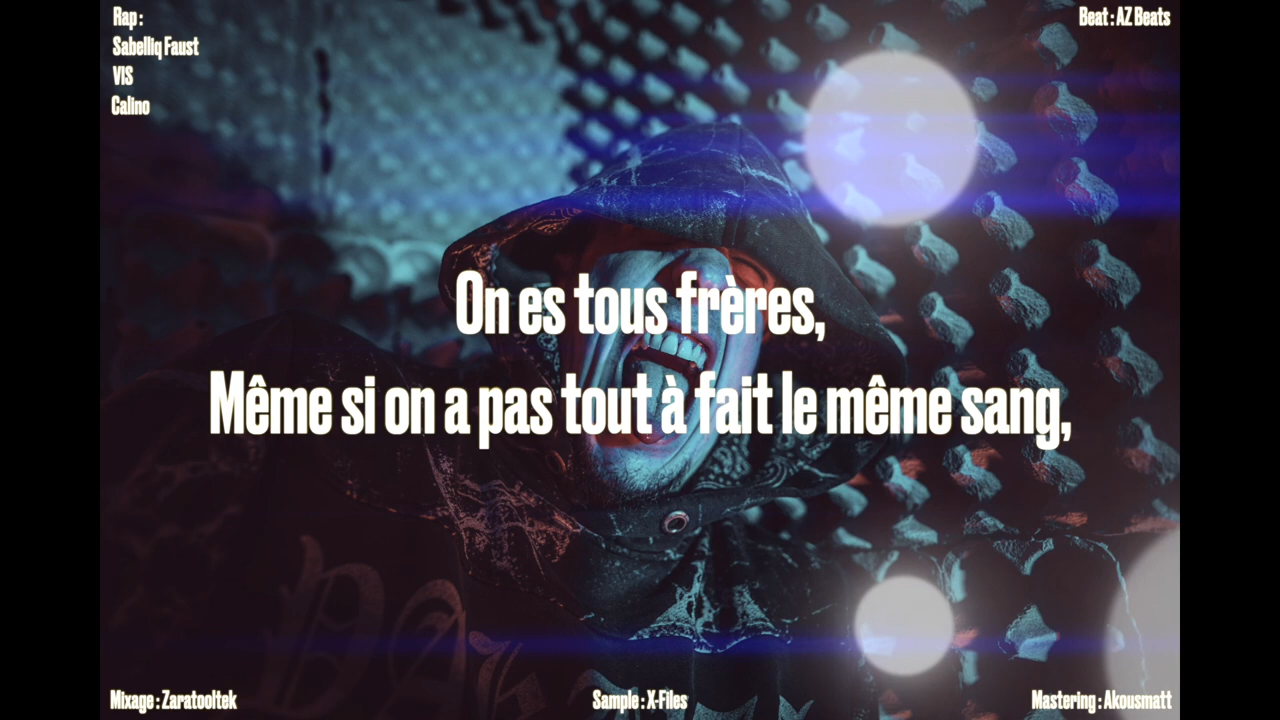 Rap :
Sabelliq Faust
VIS
Calino
Beat : AZ Beats
On es tous frères,
Même si on a pas tout à fait le même sang,
Mixage : Zaratooltek
Sample : X-Files
Mastering : Akousmatt